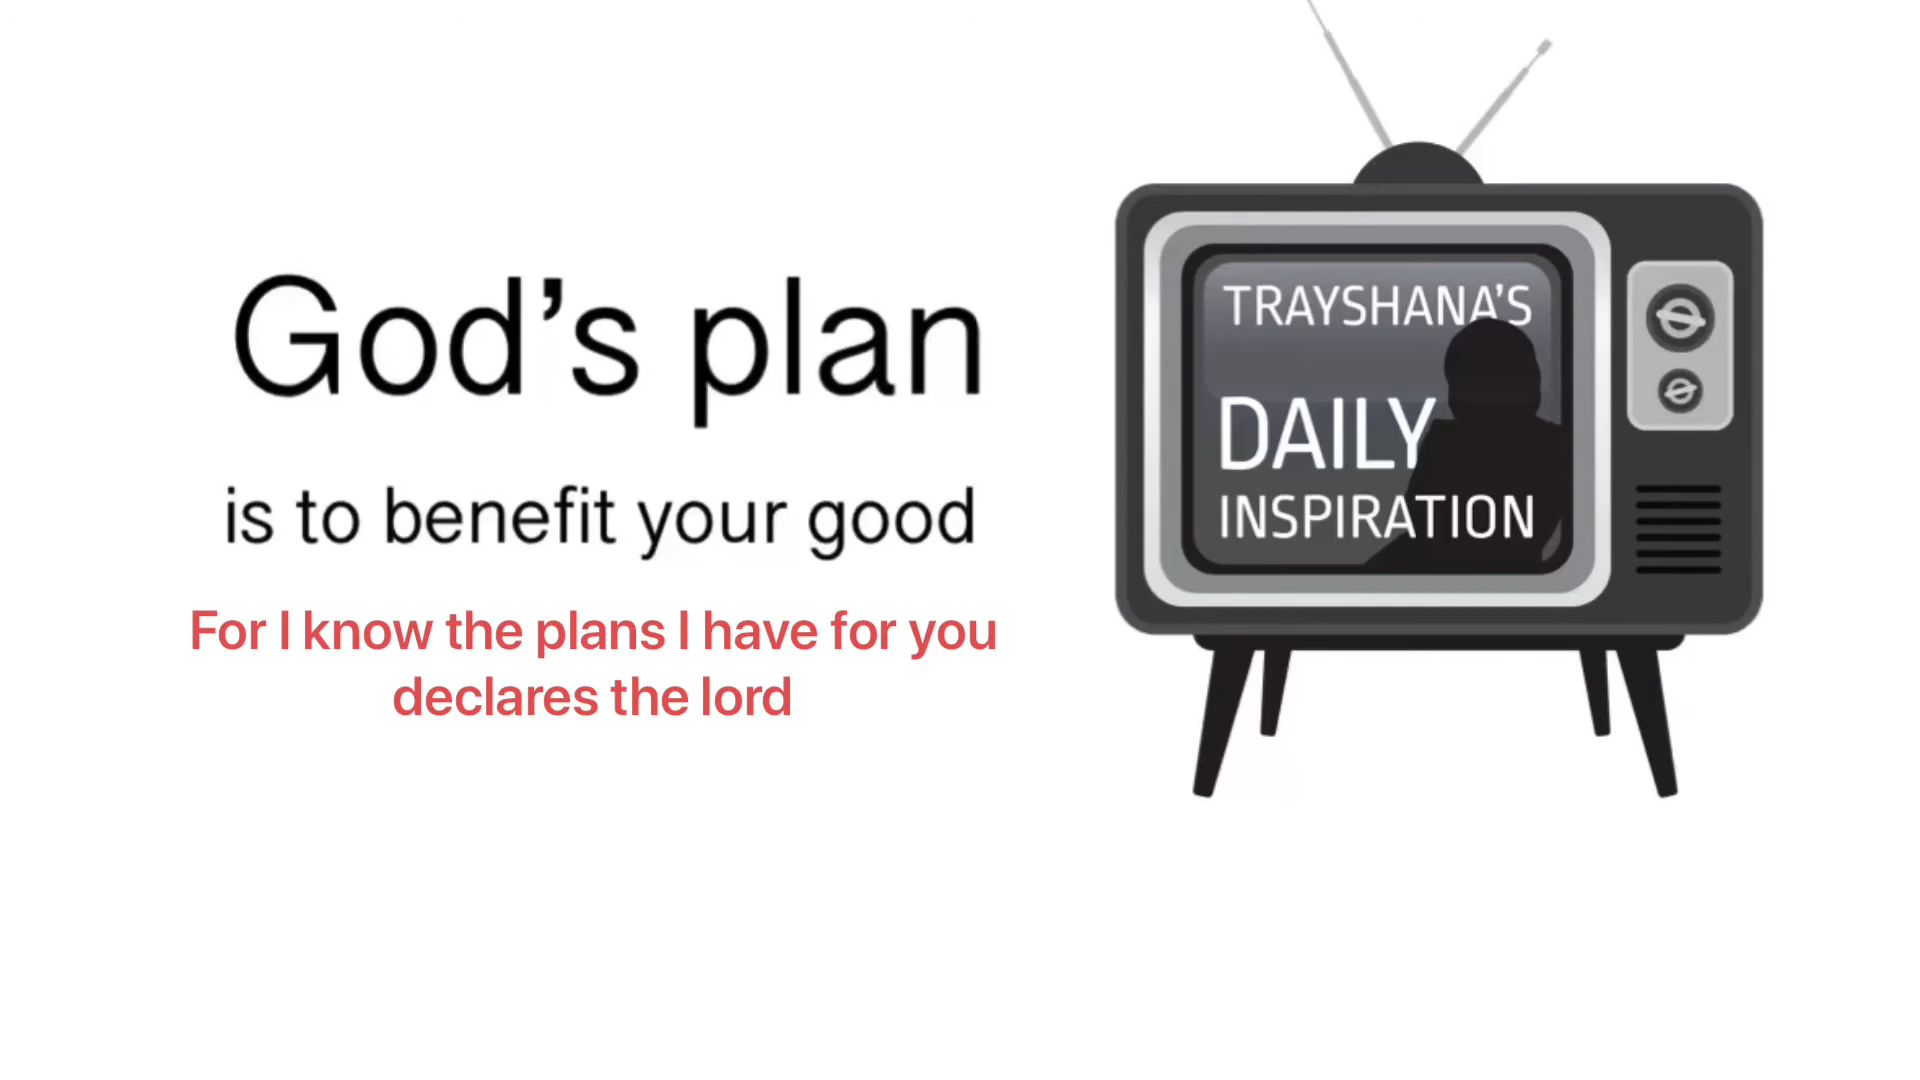 God’s plan
is to benefit your good
For I know the plans I have for you
declares the lord
TRAYSHANA’S
DAILY
INSPIRATION